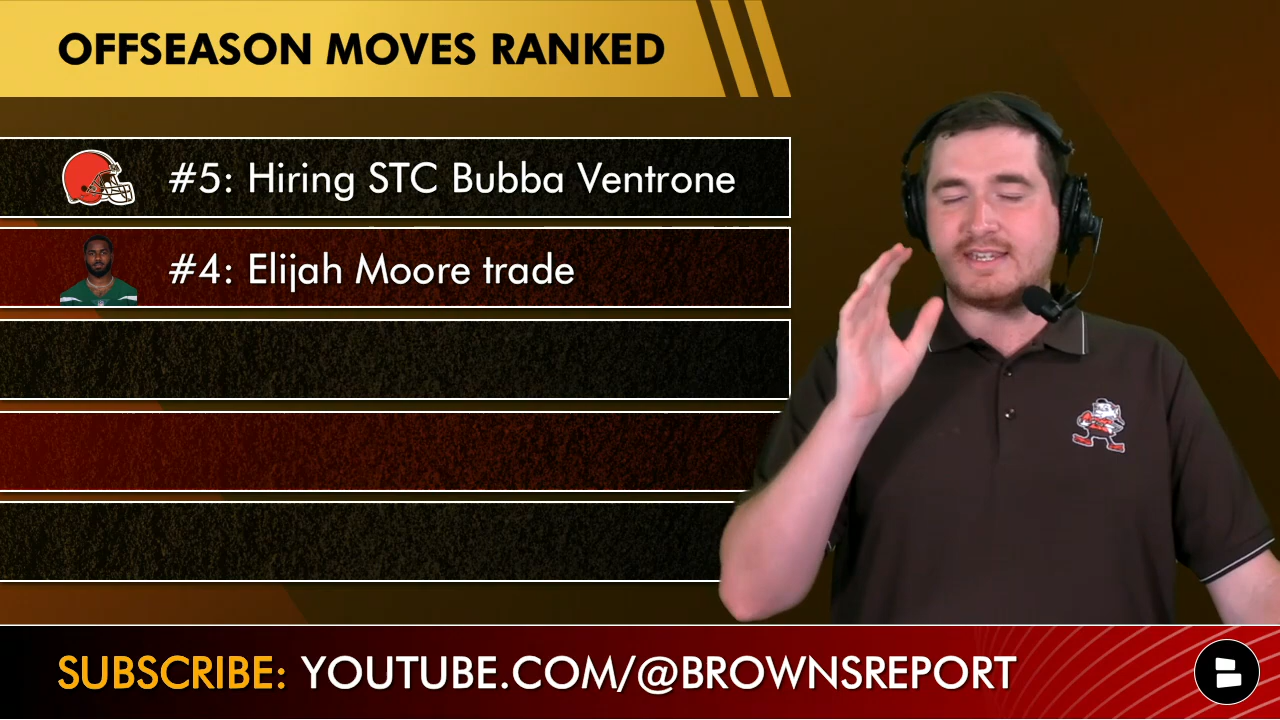 OFFSEASON MOVES RANKED
#5: Hiring STC Bubba Ventrone
#4: Elijah Moore trade
SUBSCRIBE: YOUTUBE.COM/@BROWNSREPORT